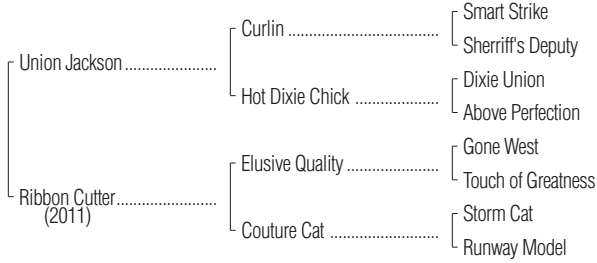 Smart Strike
Curlin ..................................
Sherriff's Deputy
Union Jackson .....................
Dixie Union
Hot Dixie Chick ...................
Above Perfection
Gone West
Elusive Quality .....................
Touch of Greatness
Ribbon Cutter .......................
(2011)
Storm Cat
Couture Cat .........................
Runway Model